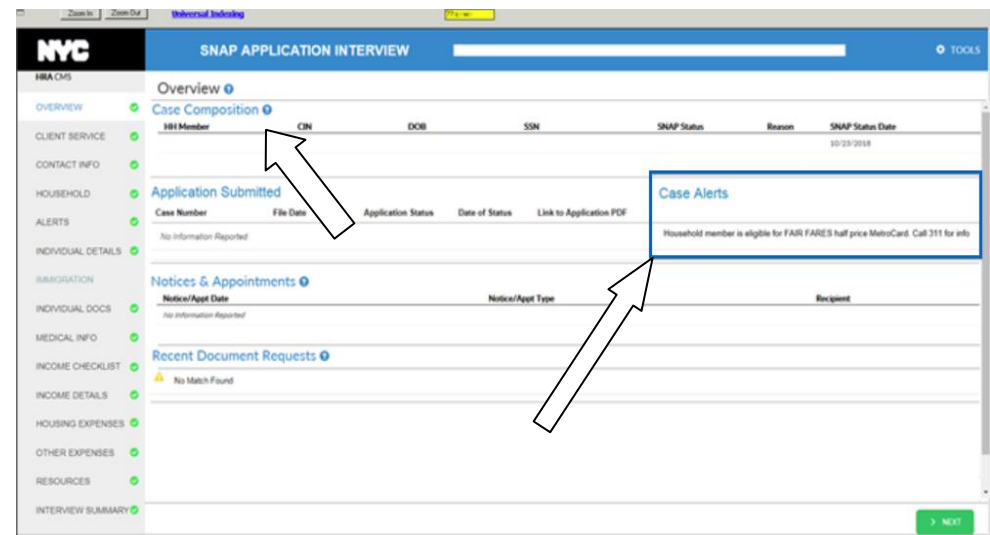 Zoom In Zoom Out Universal Indexing
NYC SNAP APPLICATION INTERVIEW TOOLS
HRA CMS
Overview
OVERVIEW
Case Composition
HH Member CIN DOB SSN SNAP Status Reason SNAP Status Date
10/23/2018
CLIENT SERVICE
CONTACT INFO
HOUSEHOLD
Application Submitted
Case Alerts
Case Number File Date Application Status Date of Status Link to Application PDF
ALERTS
No Information Reported
Household member is eligible for FAIR FARES half price MetroCard. Call 311 for info
INDIVIDUAL DETAILS
IMMIGRATION
Notices & Appointments
Notice/Appt Date Notice/Appt Type Recipient
INDIVIDUAL DOCS
No Information Reported
MEDICAL INFO
Recent Document Requests
INCOME CHECKLIST
No Match Found
INCOME DETAILS
HOUSING EXPENSES
OTHER EXPENSES
RESOURCES
INTERVIEW SUMMARY
> NEXT